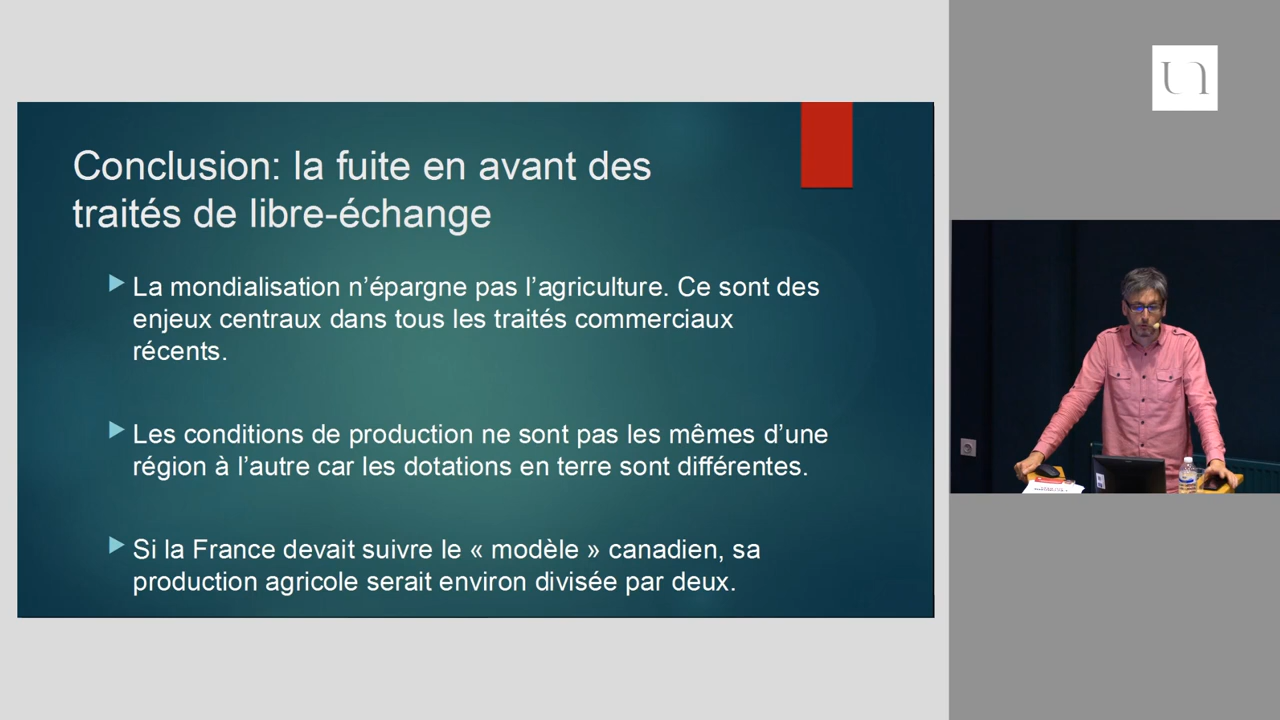 Conclusion: la fuite en avant des
traités de libre-échange
La mondialisation n’épargne pas l’agriculture. Ce sont des
enjeux centraux dans tous les traités commerciaux
récents.
Les conditions de production ne sont pas les mêmes d’une
région à l’autre car les dotations en terre sont différentes.
Si la France devait suivre le « modèle » canadien, sa
production agricole serait environ divisée par deux.